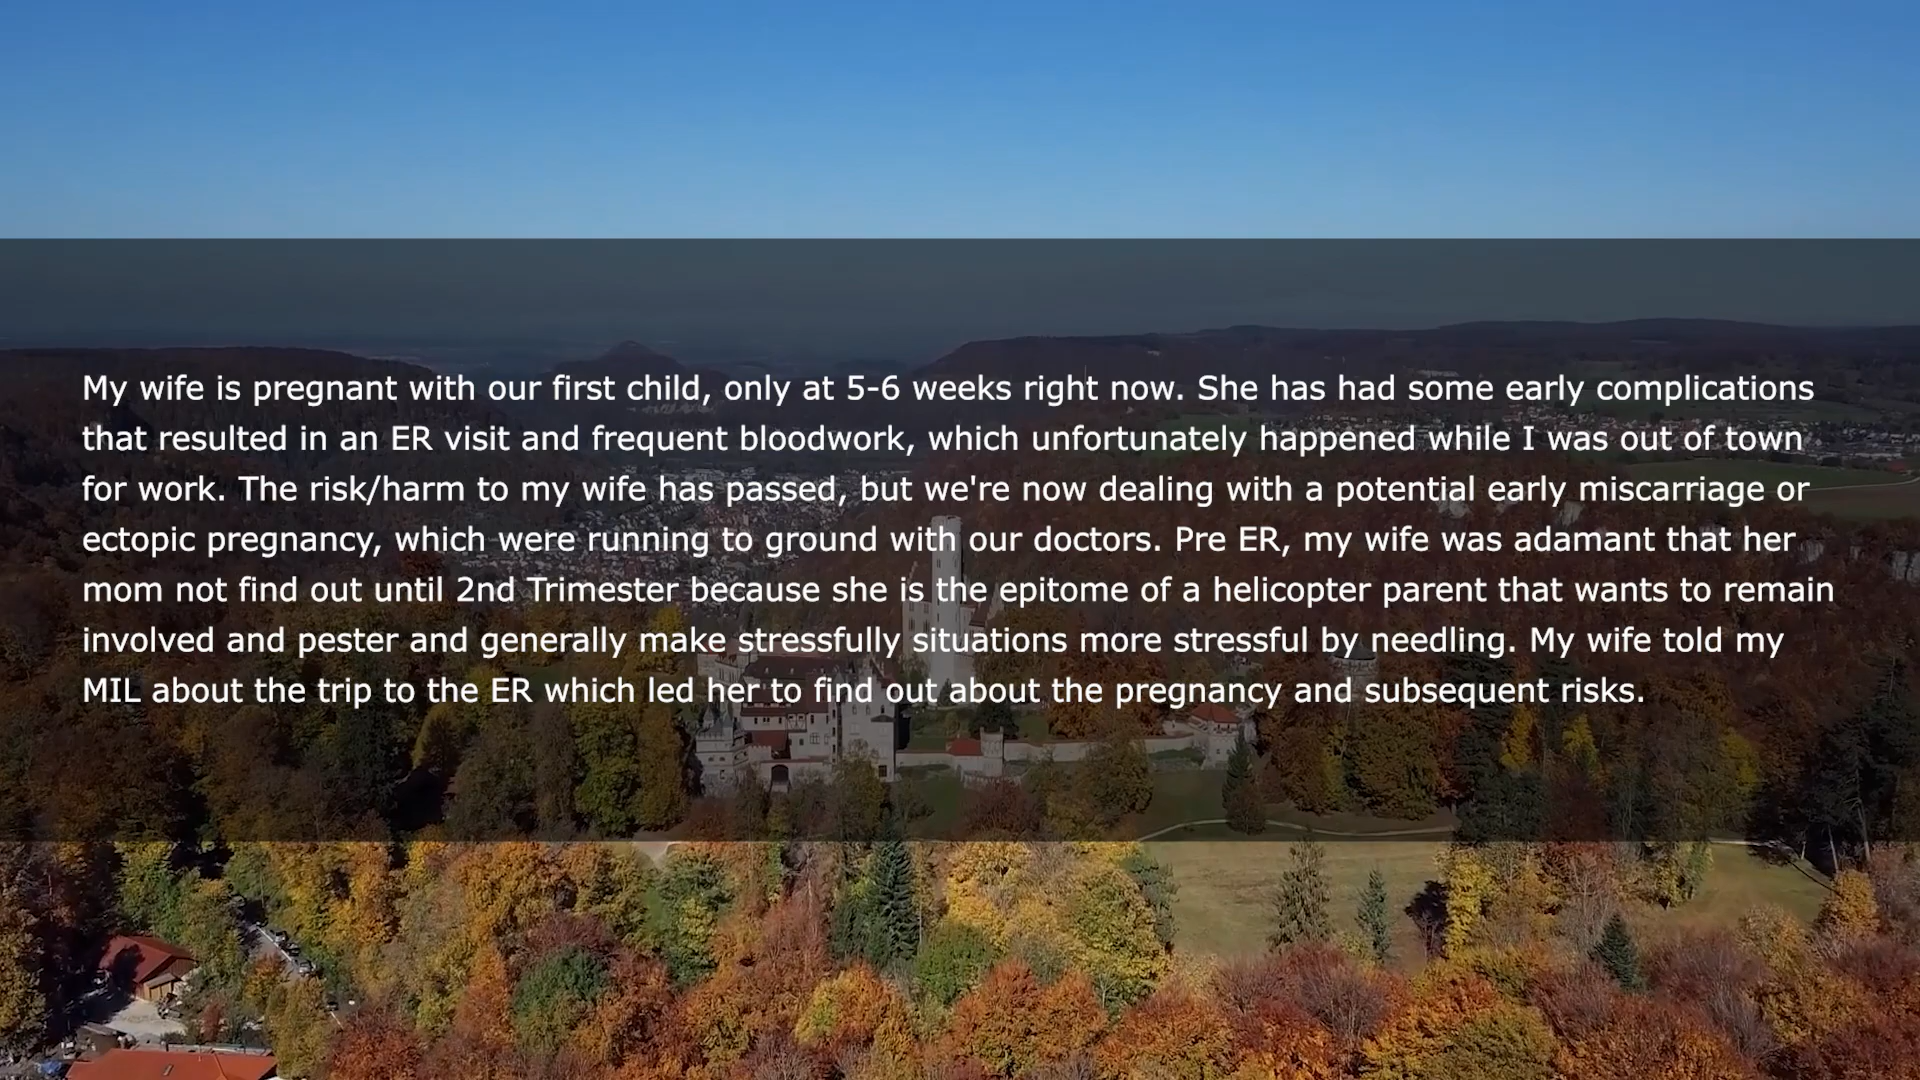 My wife is pregnant with our first child, only at 5-6 weeks right now. She has had some early complications
that resulted in an ER visit and frequent bloodwork, which unfortunately happened while I was out of town
for work. The risk/harm to my wife has passed, but we're now dealing with a potential early miscarriage or
ectopic pregnancy, which were running to ground with our doctors. Pre ER, my wife was adamant that her
mom not find out until 2nd Trimester because she is the epitome of a helicopter parent that wants to remain
involved and pester and generally make stressfully situations more stressful by needling. My wife told my
MIL about the trip to the ER which led her to find out about the pregnancy and subsequent risks.